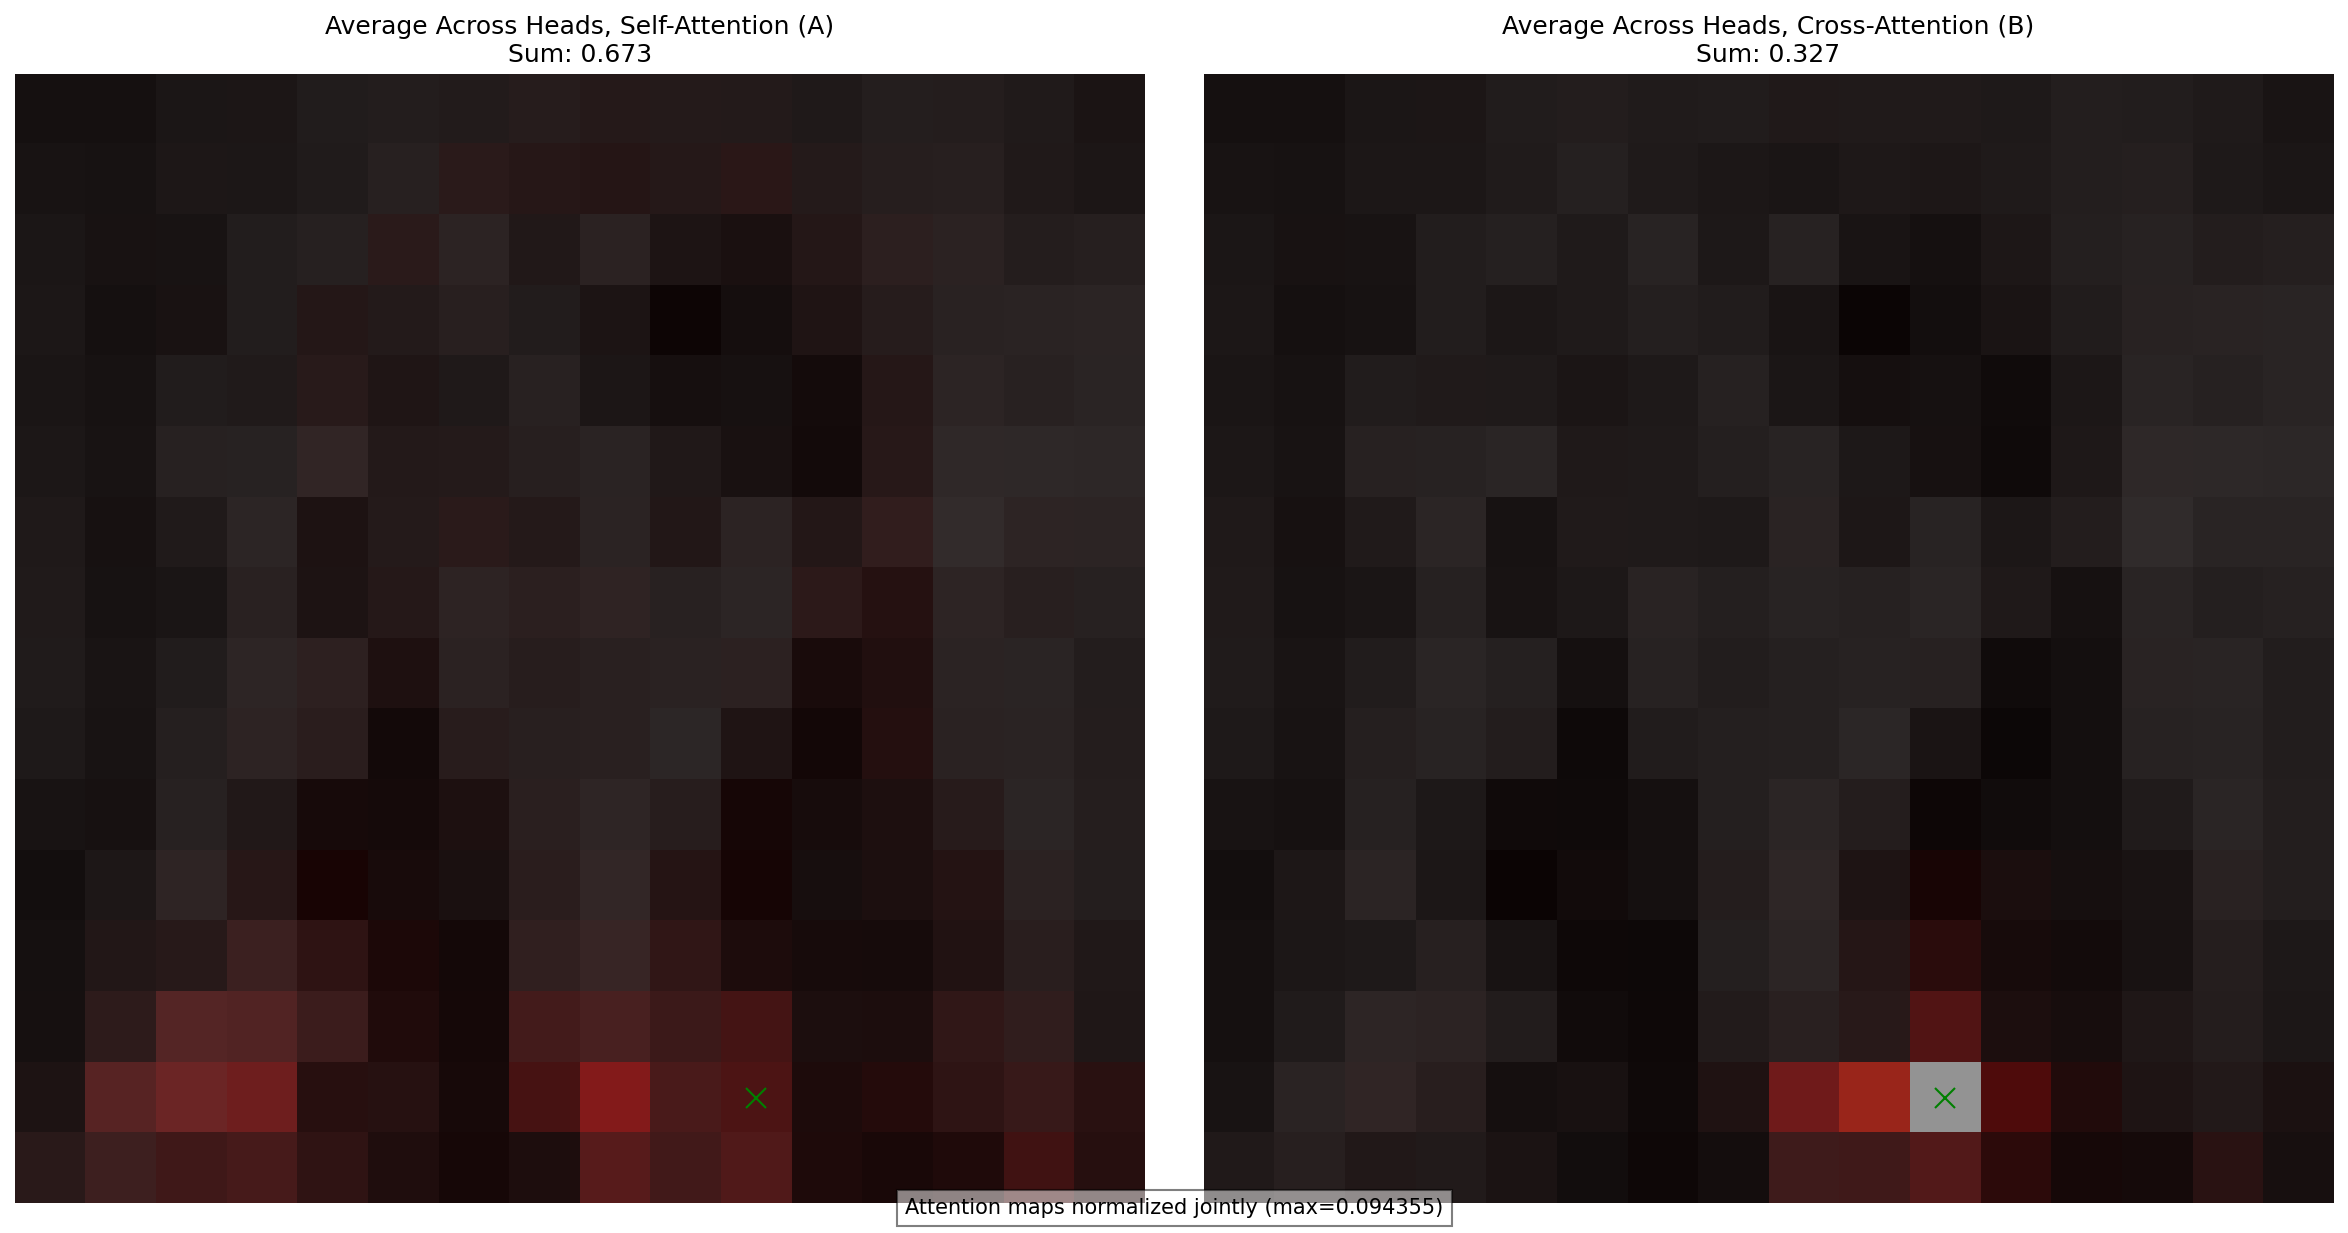 Average Across Heads, Self-Attention (A)
Sum: 0.673
Average Across Heads, Cross-Attention (B)
Sum: 0.327
Attention maps normalized jointly (max=0.094355)